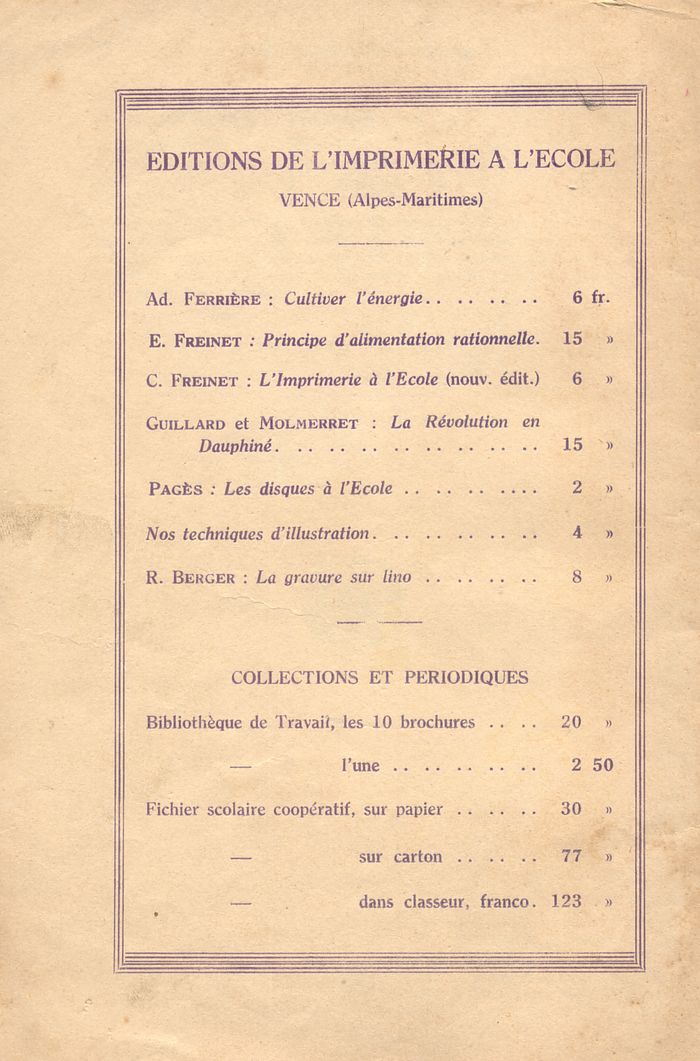 EDITIONS DE L'IMPRIMERIE A L'ECOLE
VENCE (Alpes-Maritimes)
Ad. FERRIÈRE : Cultiver l'énergie.. .. .. .. 6 fr.
E. FREINET : Principe d'alimentation rationnelle. 15 »
C. FREINET : L'Imprimerie à l'Ecole (nouv. édit.) 6 »
GUILLARD et MOLMERRET : La Révolution en
Dauphiné. .. .. .. .. .. .. .. .. 15 »
PAGÈS : Les disques à l'Ecole .. .. .. .... 2 »
Nos techniques d'illustration. .. .. .. .. .. 4 »
R. BERGER : La gravure sur lino .. .. .. .. 8 »
COLLECTIONS ET PERIODIQUES
Bibliothèque de Travail, les 10 brochures .. .. .. 20 »
— l'une .. .. .. .. .. 2 50
Fichier scolaire coopératif, sur papier .. .. .. 30 »
— sur carton .. .. .. 77 »
— dans classeur, franco. 123 »